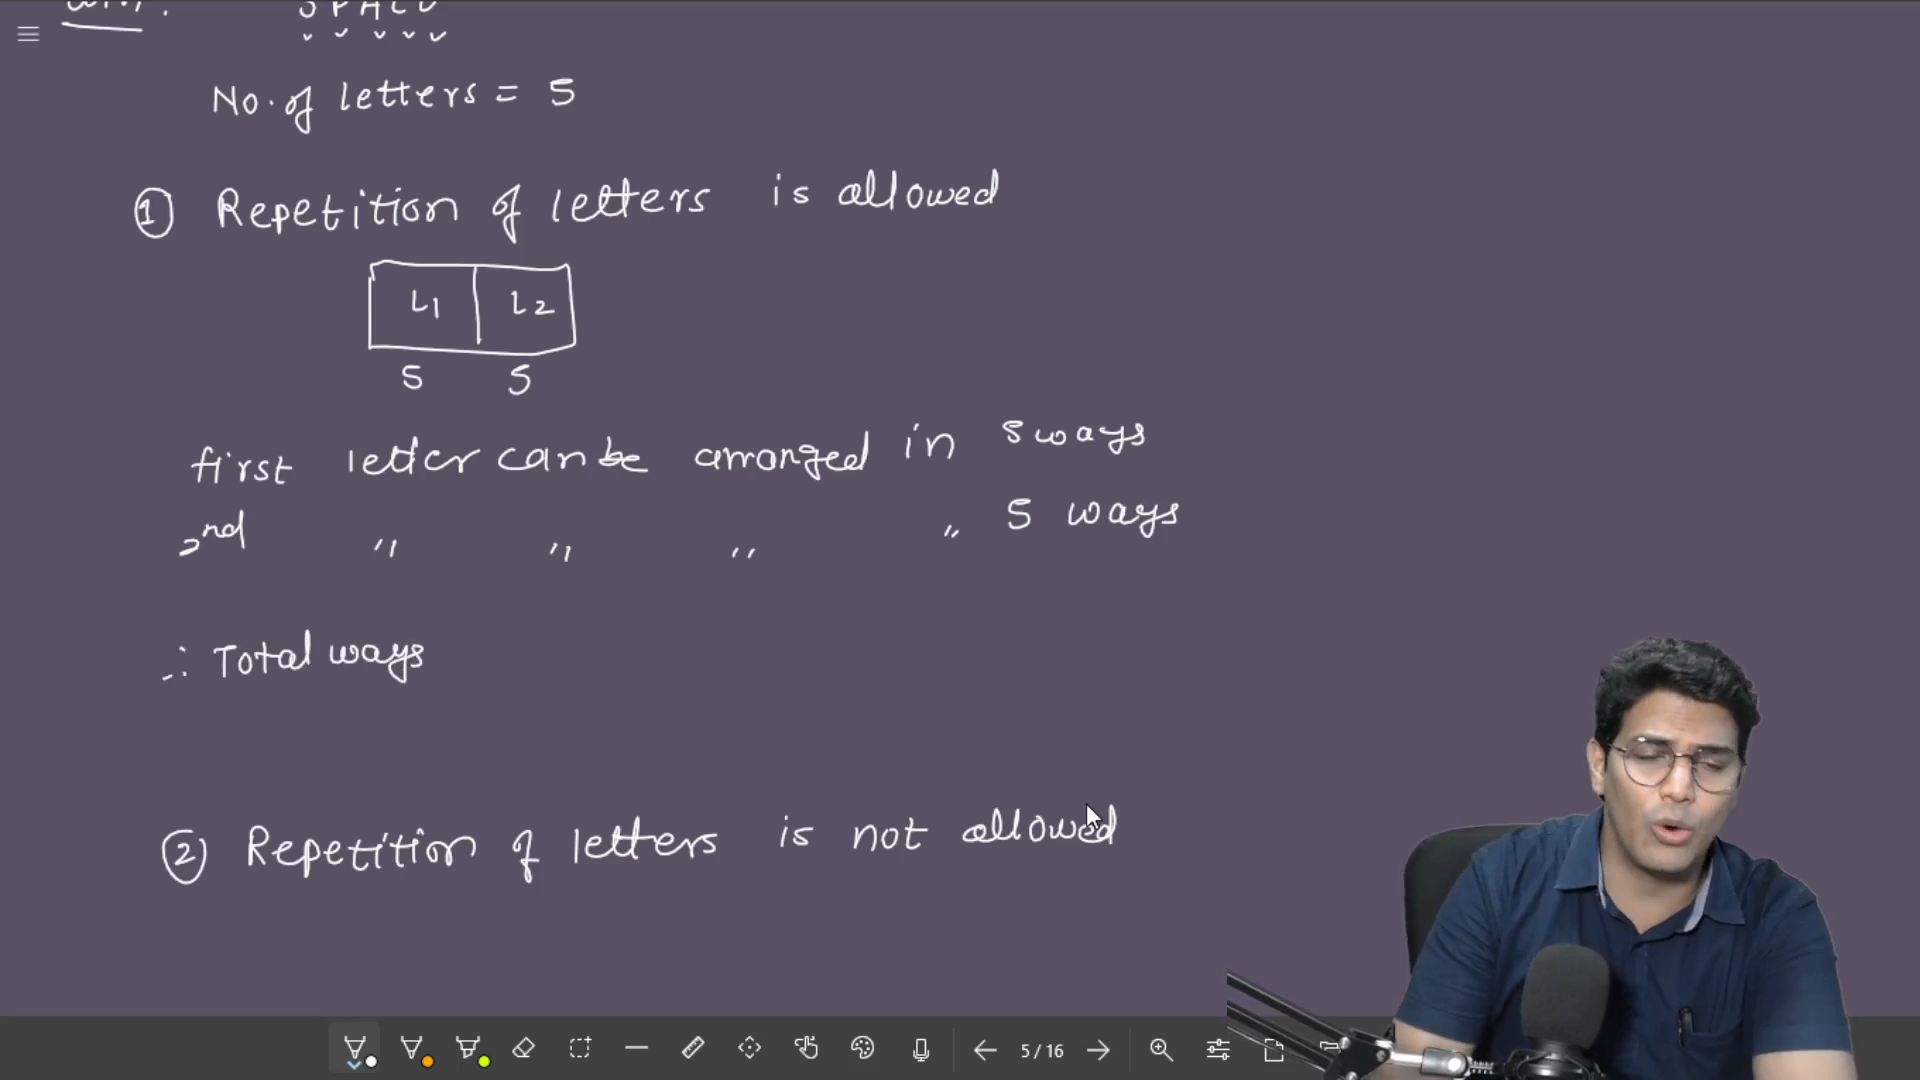 No. of letters = 5
① Repetition of letters is allowed
L1 L2
5 5
first letter can be arranged in 5 ways
2nd " " " " 5 ways
∴ Total ways
② Repetition of letters is not allowed
5 / 16